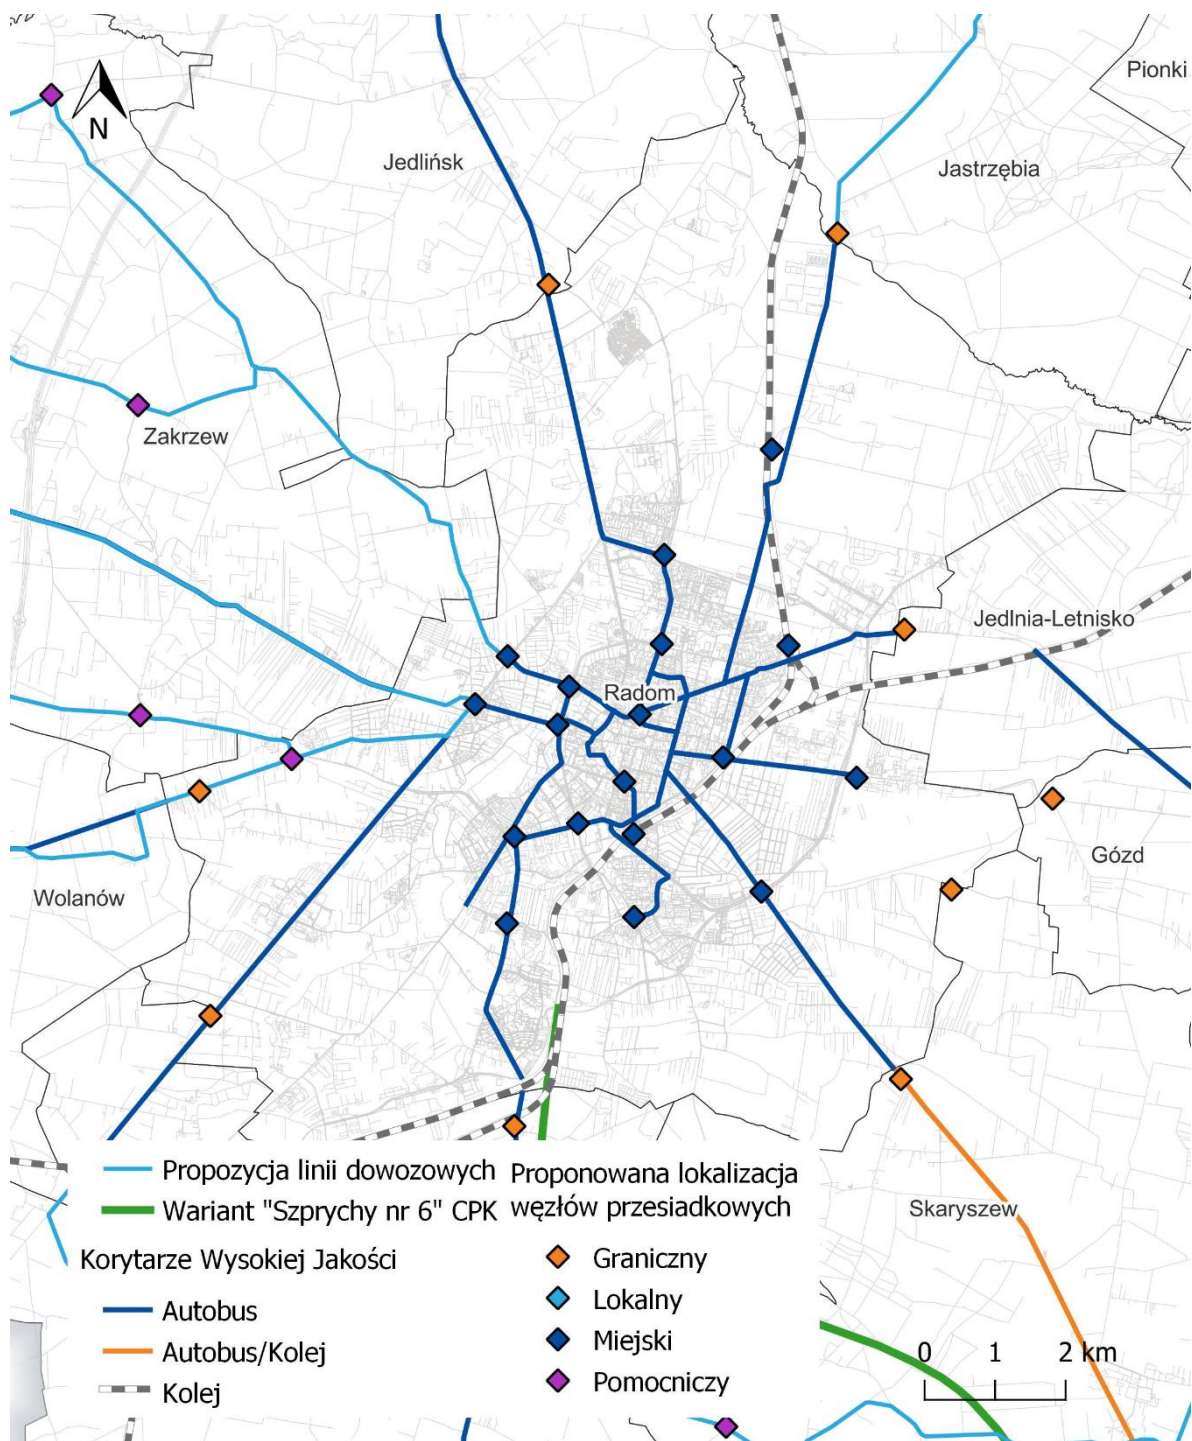 Pionki
N
Jedlińsk
Jastrzębia
Zakrzew
Jedlnia-Letnisko
Radom
Gózd
Wolanów
Propozycja linii dowozowych
Wariant "Szprychy nr 6" CPK
Korytarze Wysokiej Jakości
Autobus
Autobus/Kolej
Kolej
Proponowana lokalizacja
węzłów przesiadkowych
Graniczny
Lokalny
Miejski
Pomocniczy
Skaryszew
0 1 2 km